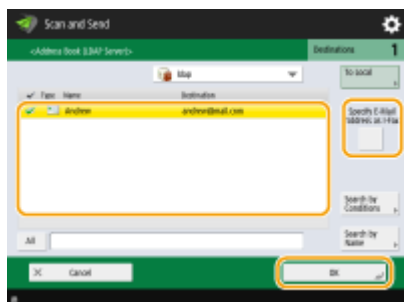 Scan and Send
<Address Book (LDAP Server)>
Destinations 1
ldap
To Local
Type Name Destination
Andrew andrew@mail.com
Specify E-Mail
Address as I-Fax
Search by
Conditions
Search by
Name
All
Cancel
OK